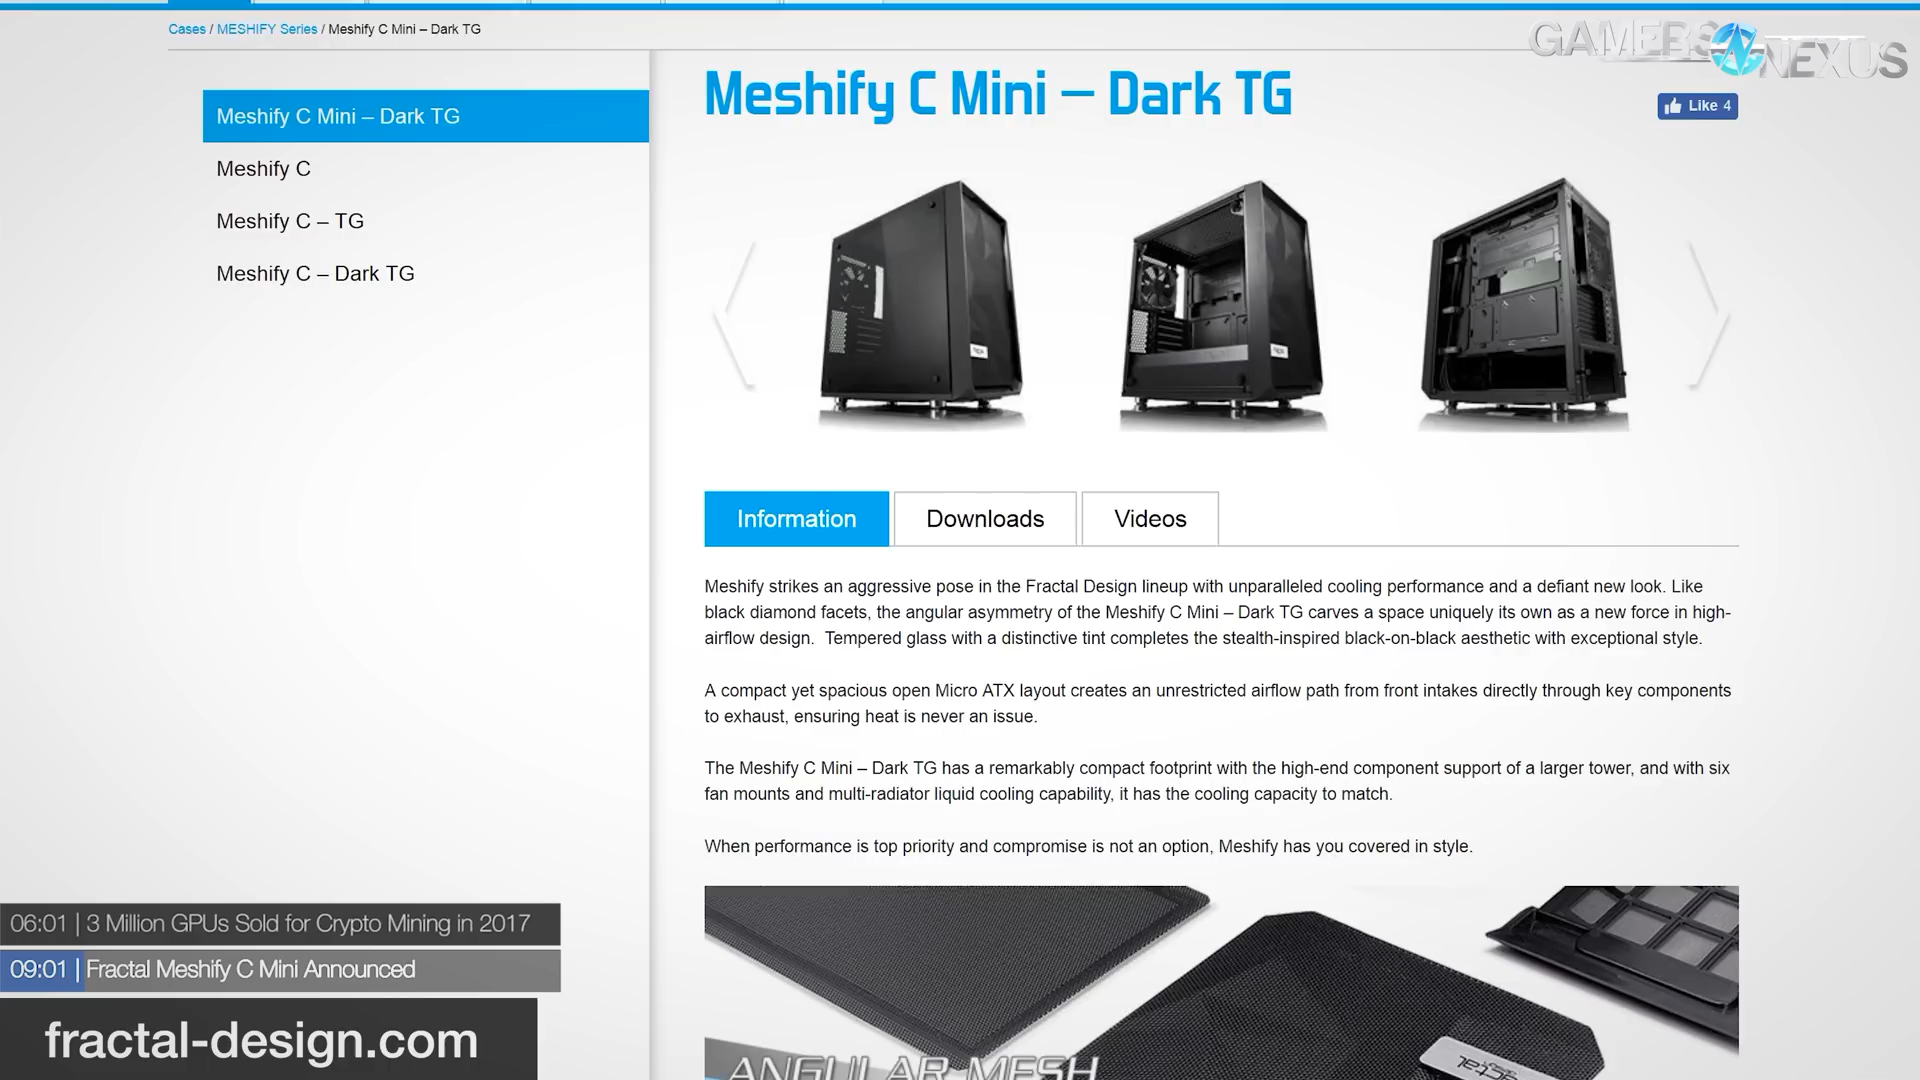 Cases / MESHIFY Series / Meshify C Mini – Dark TG
GAMERS NEXUS
Meshify C Mini – Dark TG
Meshify C
Meshify C – TG
Meshify C – Dark TG
Meshify C Mini – Dark TG
Like 4
Information
Downloads
Videos
Meshify strikes an aggressive pose in the Fractal Design lineup with unparalleled cooling performance and a defiant new look. Like
black diamond facets, the angular asymmetry of the Meshify C Mini – Dark TG carves a space uniquely its own as a new force in high-
airflow design.  Tempered glass with a distinctive tint completes the stealth-inspired black-on-black aesthetic with exceptional style.
A compact yet spacious open Micro ATX layout creates an unrestricted airflow path from front intakes directly through key components
to exhaust, ensuring heat is never an issue.
The Meshify C Mini – Dark TG has a remarkably compact footprint with the high-end component support of a larger tower, and with six
fan mounts and multi-radiator liquid cooling capability, it has the cooling capacity to match.
When performance is top priority and compromise is not an option, Meshify has you covered in style.
ANGULAR MESH
06:01 | 3 Million GPUs Sold for Crypto Mining in 2017
09:01 | Fractal Meshify C Mini Announced
fractal-design.com